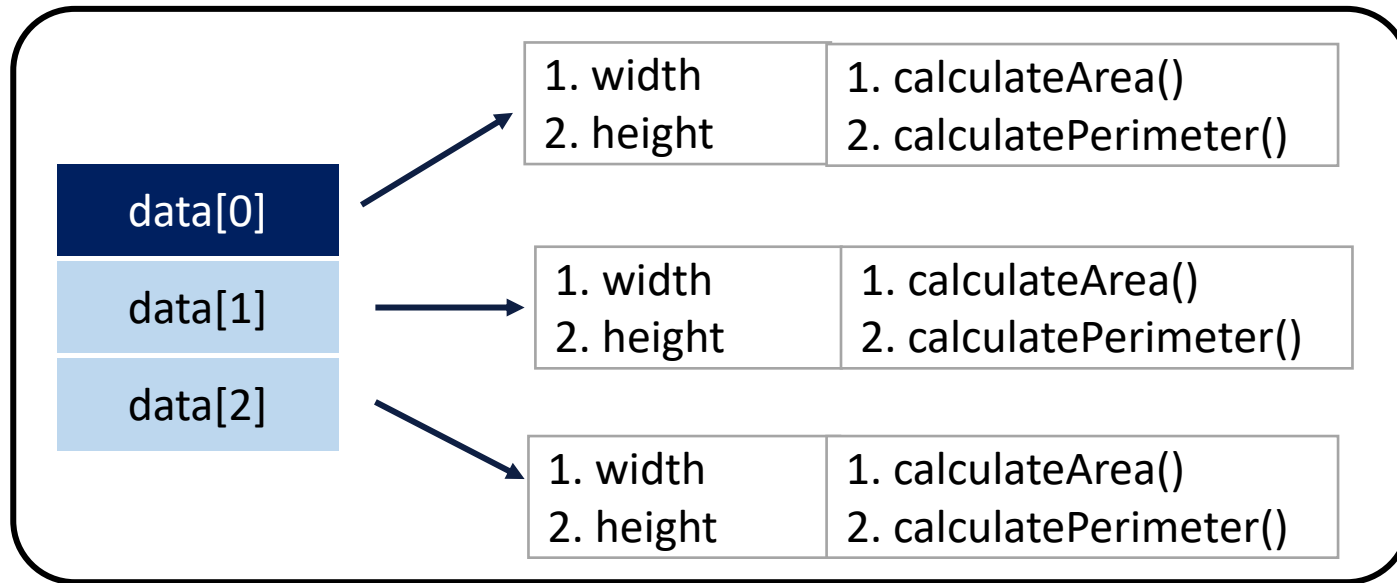 data[0]
data[1]
data[2]
1. width
2. height
1. calculateArea()
2. calculatePerimeter()
1. width
2. height
1. calculateArea()
2. calculatePerimeter()
1. width
2. height
1. calculateArea()
2. calculatePerimeter()